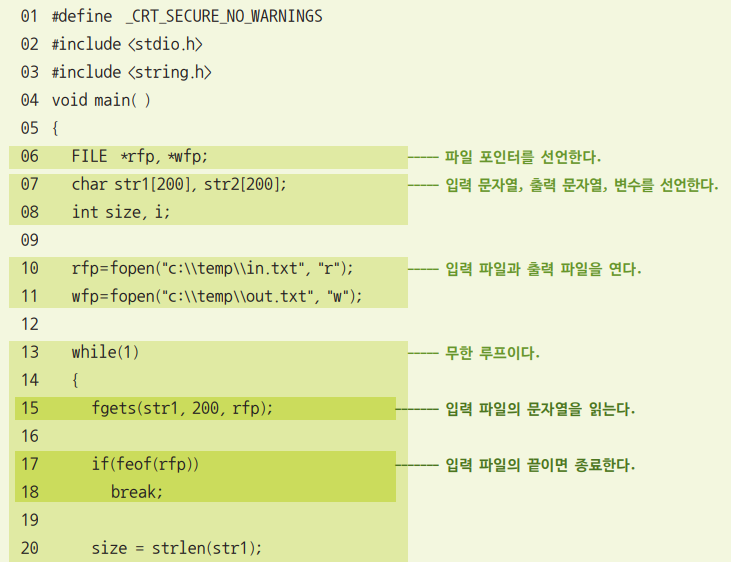 01 #define _CRT_SECURE_NO_WARNINGS
02 #include <stdio.h>
03 #include <string.h>
04 void main( )
05 {
06 FILE *rfp, *wfp; 파일 포인터를 선언한다.
07 char str1[200], str2[200]; 입력 문자열, 출력 문자열, 변수를 선언한다.
08 int size, i;
09
10 rfp=fopen("c:\\temp\\in.txt", "r"); 입력 파일과 출력 파일을 연다.
11 wfp=fopen("c:\\temp\\out.txt", "w");
12
13 while(1) 무한 루프이다.
14 {
15 fgets(str1, 200, rfp); 입력 파일의 문자열을 읽는다.
16
17 if(feof(rfp)) 입력 파일의 끝이면 종료한다.
18 break;
19
20 size = strlen(str1);